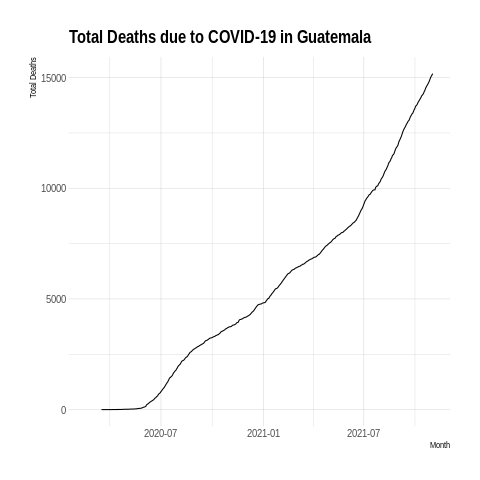 Total Deaths due to COVID-19 in Guatemala
Total Deaths
15000
10000
5000
0
2020-07 2021-01 2021-07
Month